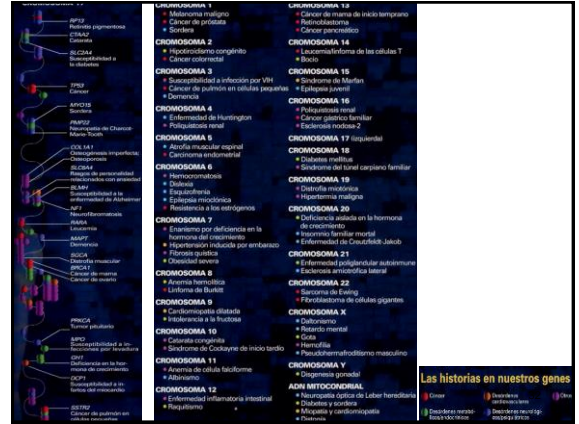 RP13
Retinitis pigmentosa
CTAA2
Catarata
SLC2A4
Susceptibilidad a
la diabetes
TP53
Cáncer
MYO15
Sordera
PMP22
Neuropatía de Charcot-
Marie-Tooth
COL1A1
Osteogénesis imperfecta;
Osteoporosis
SLC6A4
Rasgos de personalidad
relacionados con ansiedad
BLMH
Susceptibilidad a la
enfermedad de Alzheimer
NF1
Neurofibromatosis
RARA
Leucemia
MAPT
Demencia
SGCA
Distrofia muscular
BRCA1
Cáncer de mama
Cáncer de ovario
PRKCA
Tumor pituitario
MPO
Susceptibilidad a in-
fecciones por levadura
GH1
Deficiencia en la hor-
mona de crecimiento
DCP1
Susceptibilidad a in-
fartos del miocardio
SSTR2
Cáncer de pulmón en
células pequeñas
CROMOSOMA 1
Melanoma maligno
Cáncer de próstata
Sordera
CROMOSOMA 2
Hipotiroidismo congénito
Cáncer colorrectal
CROMOSOMA 3
Susceptibilidad a infección por VIH
Cáncer de pulmón en células pequeñas
Demencia
CROMOSOMA 4
Enfermedad de Huntington
Poliquistosis renal
CROMOSOMA 5
Atrofia muscular espinal
Carcinoma endometrial
CROMOSOMA 6
Hemocromatosis
Dislexia
Esquizofrenia
Epilepsia mioclónica
Resistencia a los estrógenos
CROMOSOMA 7
Enanismo por deficiencia en la
hormona del crecimiento
Hipertensión inducida por embarazo
Fibrosis quística
Obesidad severa
CROMOSOMA 8
Anemia hemolítica
Linfoma de Burkitt
CROMOSOMA 9
Cardiomiopatía dilatada
Intolerancia a la fructosa
CROMOSOMA 10
Catarata congénita
Síndrome de Cockayne de inicio tardío
CROMOSOMA 11
Anemia de célula falciforme
Albinismo
CROMOSOMA 12
Enfermedad inflamatoria intestinal
Raquitismo
CROMOSOMA 13
Cáncer de mama de inicio temprano
Retinoblastoma
Cáncer pancreático
CROMOSOMA 14
Leucemia/linfoma de las células T
Bocio
CROMOSOMA 15
Síndrome de Marfan
Epilepsia juvenil
CROMOSOMA 16
Poliquistosis renal
Cáncer gástrico familiar
Esclerosis nodosa-2
CROMOSOMA 17 (izquierda)
CROMOSOMA 18
Diabetes mellitus
Síndrome del túnel carpiano familiar
CROMOSOMA 19
Distrofia miotónica
Hipertermia maligna
CROMOSOMA 20
Deficiencia aislada en la hormona
de crecimiento
Insomnio familiar mortal
Enfermedad de Creutzfeldt-Jakob
CROMOSOMA 21
Enfermedad poliglandular autoinmune
Esclerosis amiotrófica lateral
CROMOSOMA 22
Sarcoma de Ewing
Fibroblastoma de células gigantes
CROMOSOMA X
Daltonismo
Retardo mental
Gota
Hemofilia
Pseudohermafroditismo masculino
CROMOSOMA Y
Disgenesia gonadal
ADN MITOCONDRIAL
Neuropatía óptica de Leber hereditaria
Diabetes y sordera
Miopatía y cardiomiopatía
Distonía
Las historias en nuestros genes
Cáncer
Desórdenes
cardiovasculares
Otros
Desórdenes metabó-
licos/endocrinos
Desórdenes neurológi-
cos/psiquiátricos